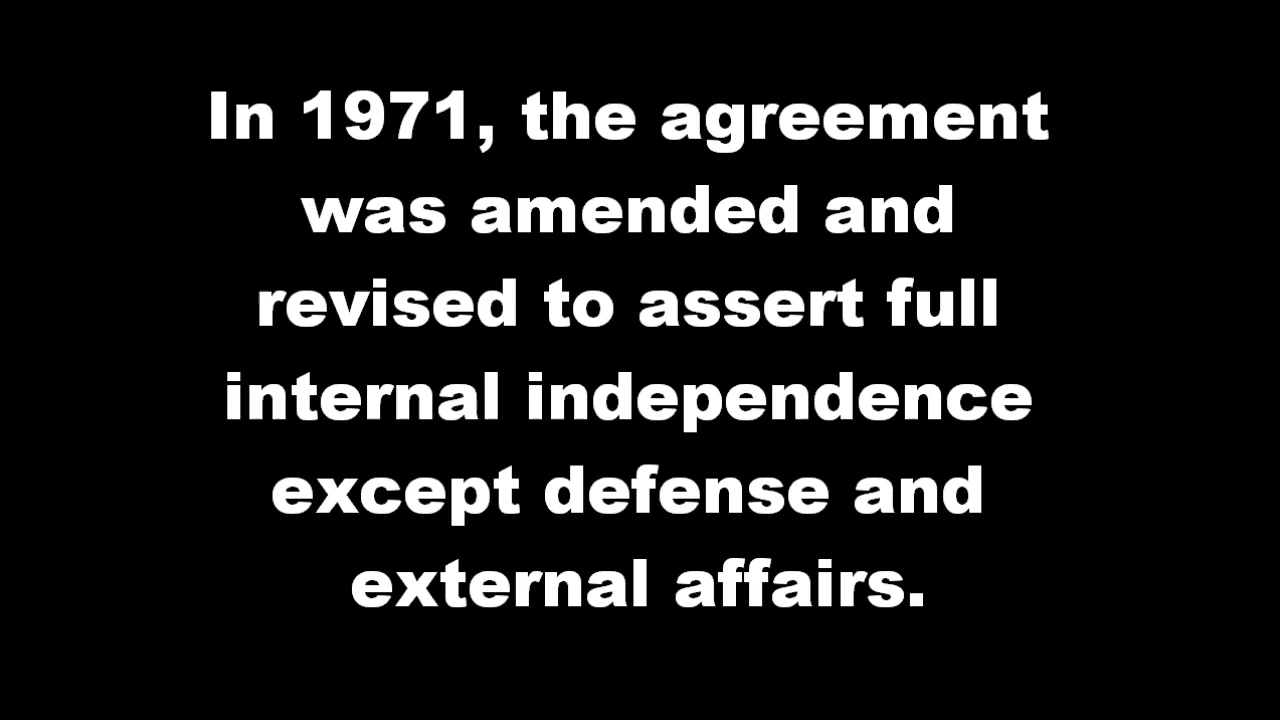 In 1971, the agreement
was amended and
revised to assert full
internal independence
except defense and
external affairs.